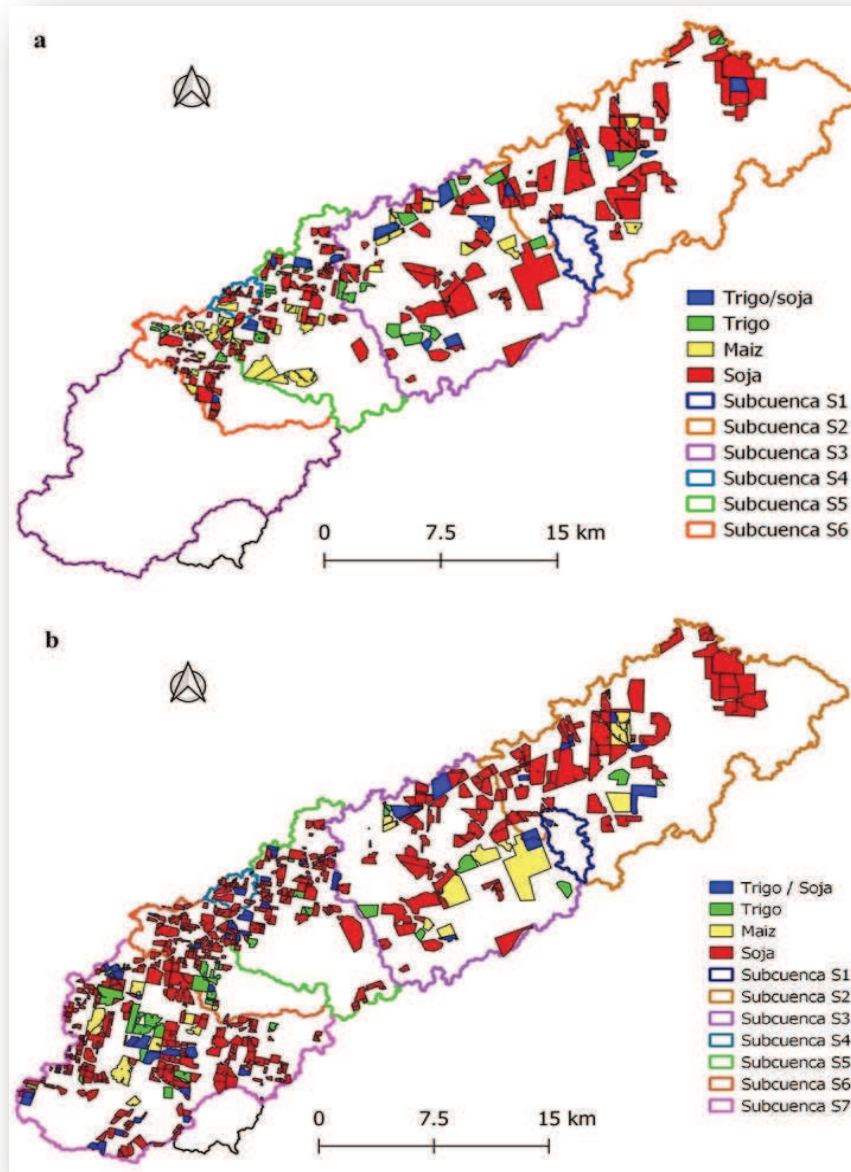 a
Trigo/soja
Trigo
Maiz
Soja
Subcuenca S1
Subcuenca S2
Subcuenca S3
Subcuenca S4
Subcuenca S5
Subcuenca S6
0 7.5 15 km
b
Trigo / Soja
Trigo
Maiz
Soja
Subcuenca S1
Subcuenca S2
Subcuenca S3
Subcuenca S4
Subcuenca S5
Subcuenca S6
Subcuenca S7
0 7.5 15 km